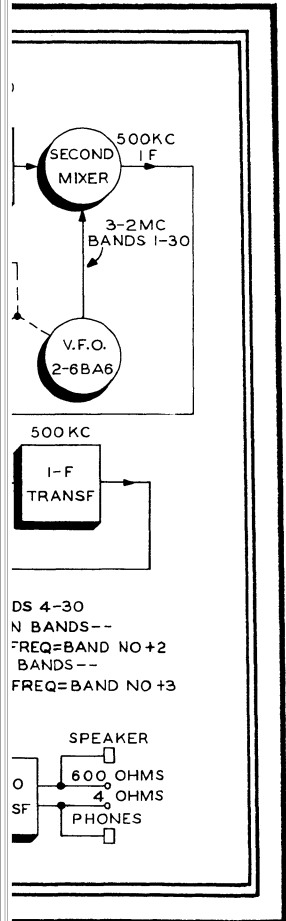 500KC
IF
SECOND
MIXER
3-2MC
BANDS 1-30
V.F.O.
2-6BA6
500KC
I-F
TRANSF
DS 4-30
N BANDS--
FREQ=BAND NO+2
BANDS--
FREQ=BAND NO+3
SPEAKER
600 OHMS
O
4 OHMS
SF
PHONES